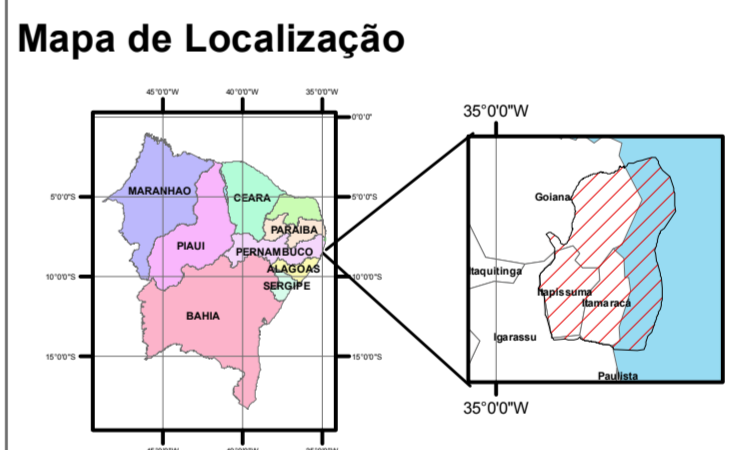 Mapa de Localização
45°0'0"W 40°0'0"W 35°0'0"W
0°0'0"
MARANHAO
CEARA
5°0'0"S
5°0'0"S
PARAIBA
PIAUI
PERNAMBUCO
ALAGOAS
10°0'0"S
10°0'0"S
SERGIPE
BAHIA
15°0'0"S
15°0'0"S
35°0'0"W
Goiana
taquitinga
Itapissuma
Itamaracá
Igarassu
Paulista
35°0'0"W